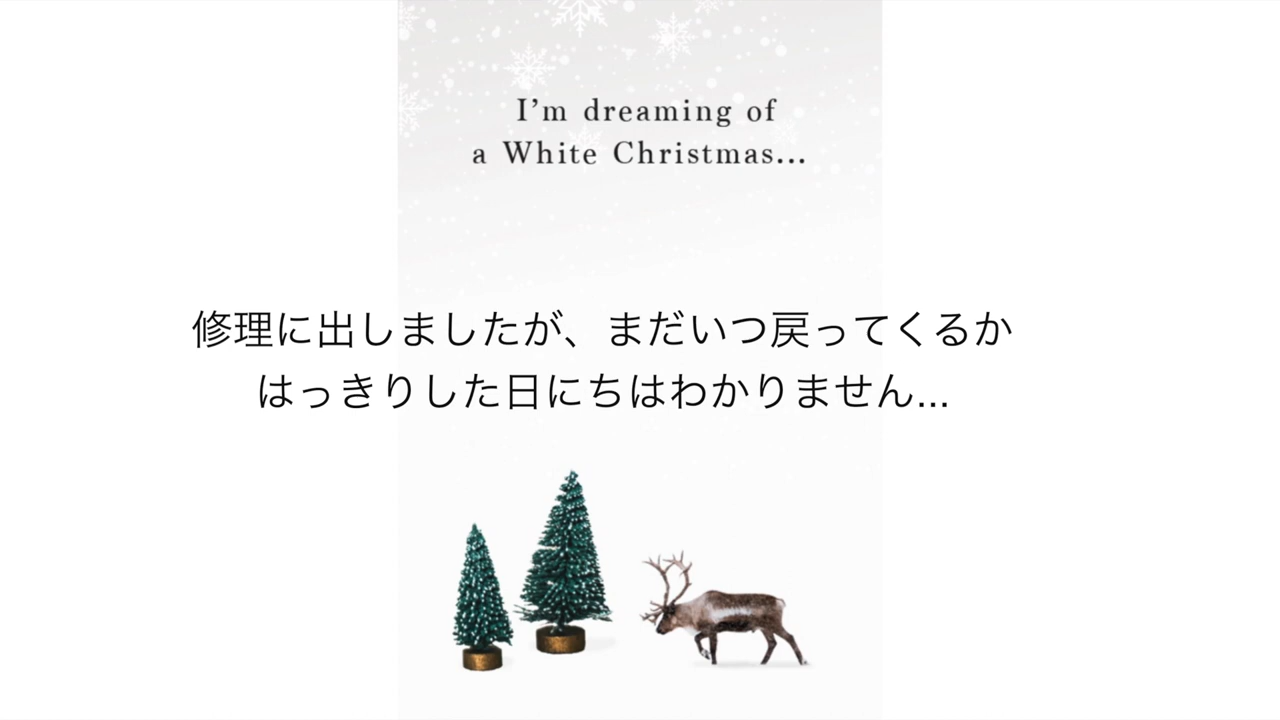 I’m dreaming of
a White Christmas...
修理に出しましたが、まだいつ戻ってくるか
はっきりした日にちはわかりません...